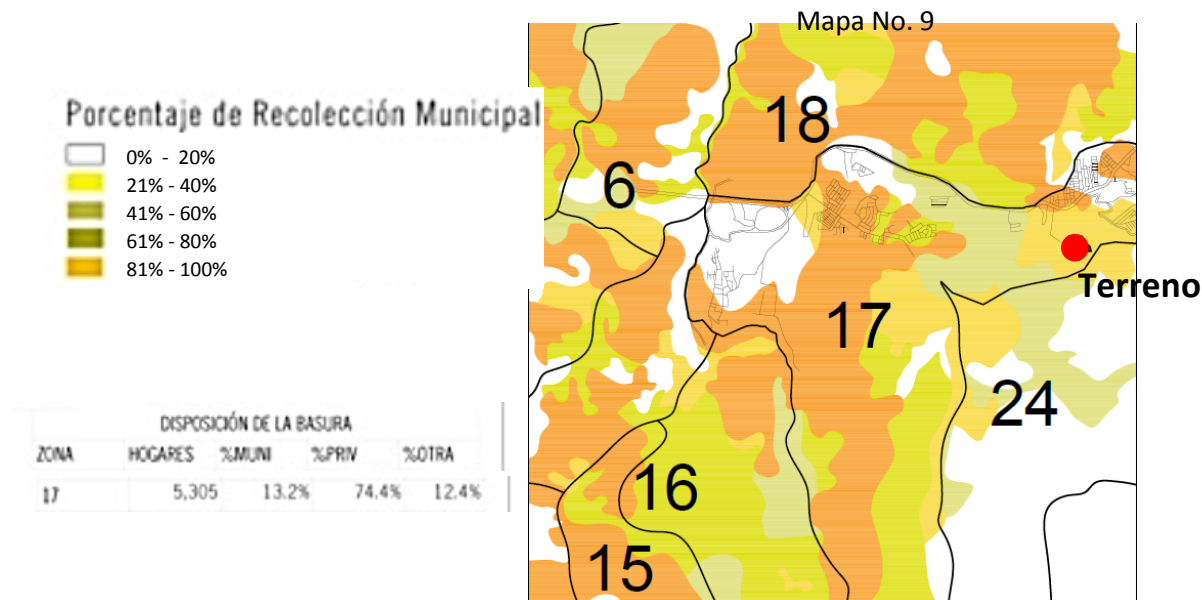 Mapa No. 9
Porcentaje de Recolección Municipal
0% - 20%
21% - 40%
41% - 60%
61% - 80%
81% - 100%
DISPOSICIÓN DE LA BASURA
ZONA HOGARES %MUNI %PRIV %OTRA
17 5,305 13.2% 74.4% 12.4%
18
6
Terreno
17
24
16
15